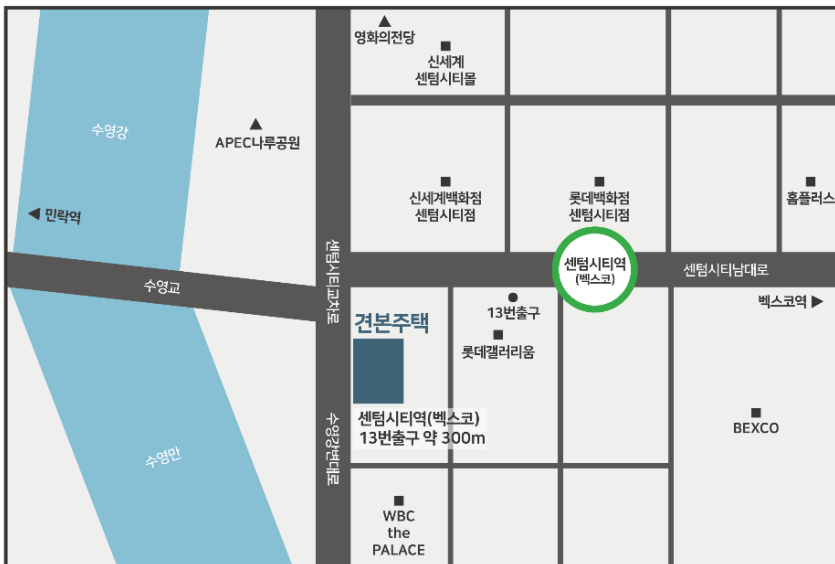 영화의전당
신세계
센텀시티몰
수영강
APEC나루공원
민락역
신세계백화점
센텀시티점
롯데백화점
센텀시티점
홈플러스
센텀시티역
(벡스코)
센텀시티남대로
센텀시티교차로
수영교
벡스코역
13번출구
롯데갤러리움
견본주택
센텀시티역(벡스코)
13번출구 약 300m
수영강변대로
BEXCO
수영만
WBC
the
PALACE